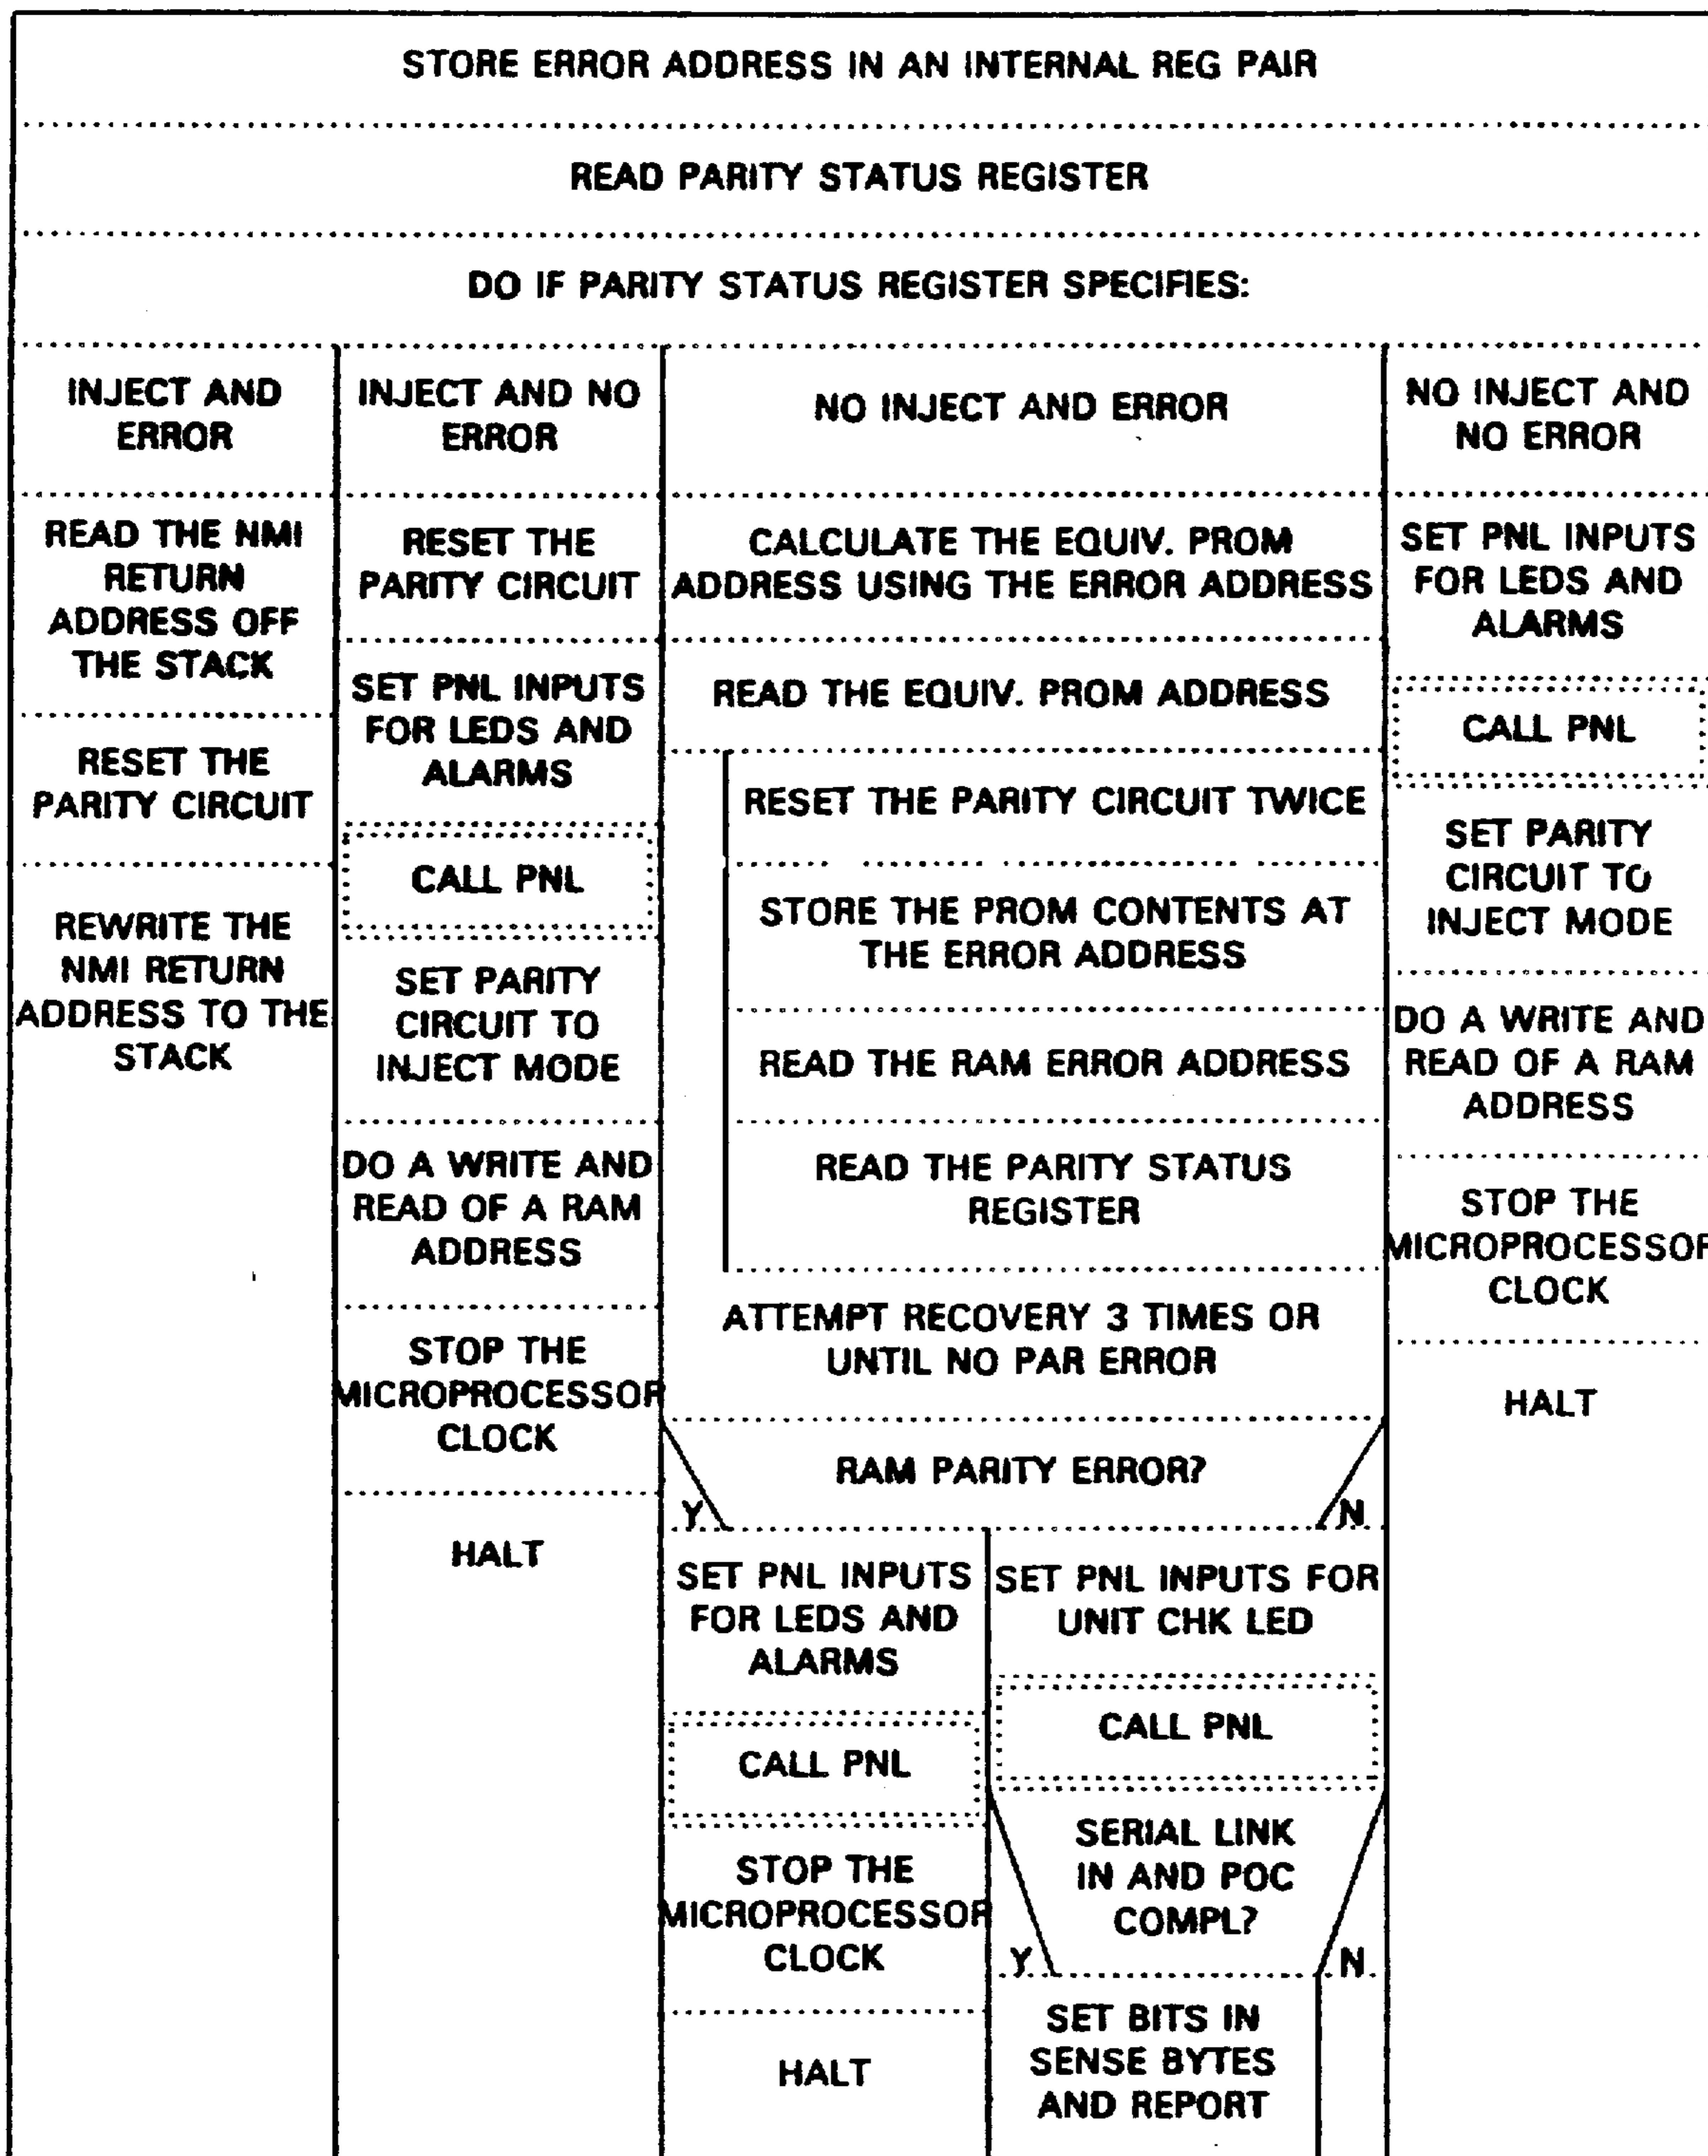 STORE ERROR ADDRESS IN AN INTERNAL REG PAIR
READ PARITY STATUS REGISTER
DO IF PARITY STATUS REGISTER SPECIFIES:
INJECT AND
ERROR
READ THE NMI
RETURN
ADDRESS OFF
THE STACK
RESET THE
PARITY CIRCUIT
REWRITE THE
NMI RETURN
ADDRESS TO THE
STACK
INJECT AND NO
ERROR
RESET THE
PARITY CIRCUIT
SET PNL INPUTS
FOR LEDS AND
ALARMS
CALL PNL
SET PARITY
CIRCUIT TO
INJECT MODE
DO A WRITE AND
READ OF A RAM
ADDRESS
STOP THE
MICROPROCESSOR
CLOCK
HALT
NO INJECT AND ERROR
CALCULATE THE EQUIV. PROM
ADDRESS USING THE ERROR ADDRESS
READ THE EQUIV. PROM ADDRESS
RESET THE PARITY CIRCUIT TWICE
STORE THE PROM CONTENTS AT
THE ERROR ADDRESS
READ THE RAM ERROR ADDRESS
READ THE PARITY STATUS
REGISTER
ATTEMPT RECOVERY 3 TIMES OR
UNTIL NO PAR ERROR
RAM PARITY ERROR?
Y
N
SET PNL INPUTS
FOR LEDS AND
ALARMS
CALL PNL
STOP THE
MICROPROCESSOR
CLOCK
HALT
SET PNL INPUTS FOR
UNIT CHK LED
CALL PNL
SERIAL LINK
IN AND POC
COMPL?
Y
N
SET BITS IN
SENSE BYTES
AND REPORT
NO INJECT AND
NO ERROR
SET PNL INPUTS
FOR LEDS AND
ALARMS
CALL PNL
SET PARITY
CIRCUIT TO
INJECT MODE
DO A WRITE AND
READ OF A RAM
ADDRESS
STOP THE
MICROPROCESSOR
CLOCK
HALT